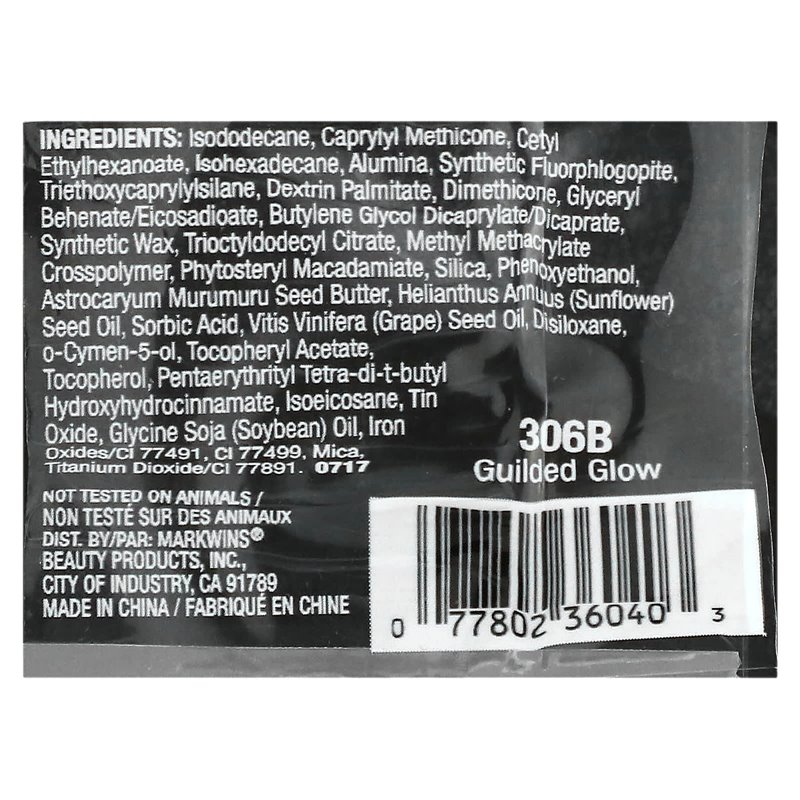 INGREDIENTS: Isododecane, Caprylyl Methicone, Cetyl
Ethylhexanoate, Isohexadecane, Alumina, Synthetic Fluorphlogopite,
Triethoxycaprylylsilane, Dextrin Palmitate, Dimethicone, Glyceryl
Behenate/Eicosadioate, Butylene Glycol Dicaprylate/Dicaprate,
Synthetic Wax, Trioctyldodecyl Citrate, Methyl Methacrylate
Crosspolymer, Phytosteryl Macadamiate, Silica, Phenoxyethanol,
Astrocaryum Murumuru Seed Butter, Helianthus Annuus (Sunflower)
Seed Oil, Sorbic Acid, Vitis Vinifera (Grape) Seed Oil, Disiloxane,
o-Cymen-5-ol, Tocopheryl Acetate,
Tocopherol, Pentaerythrityl Tetra-di-t-butyl
Hydroxyhydrocinnamate, Isoeicosane, Tin
Oxide, Glycine Soja (Soybean) Oil, Iron
Oxides/CI 77491, CI 77499, Mica,
Titanium Dioxide/CI 77891. 0717
306B
Guilded Glow
NOT TESTED ON ANIMALS /
NON TESTÉ SUR DES ANIMAUX
DIST. BY/PAR: MARKWINS®
BEAUTY PRODUCTS, INC.,
CITY OF INDUSTRY, CA 91789
MADE IN CHINA / FABRIQUÉ EN CHINE
0 77802 36040 3